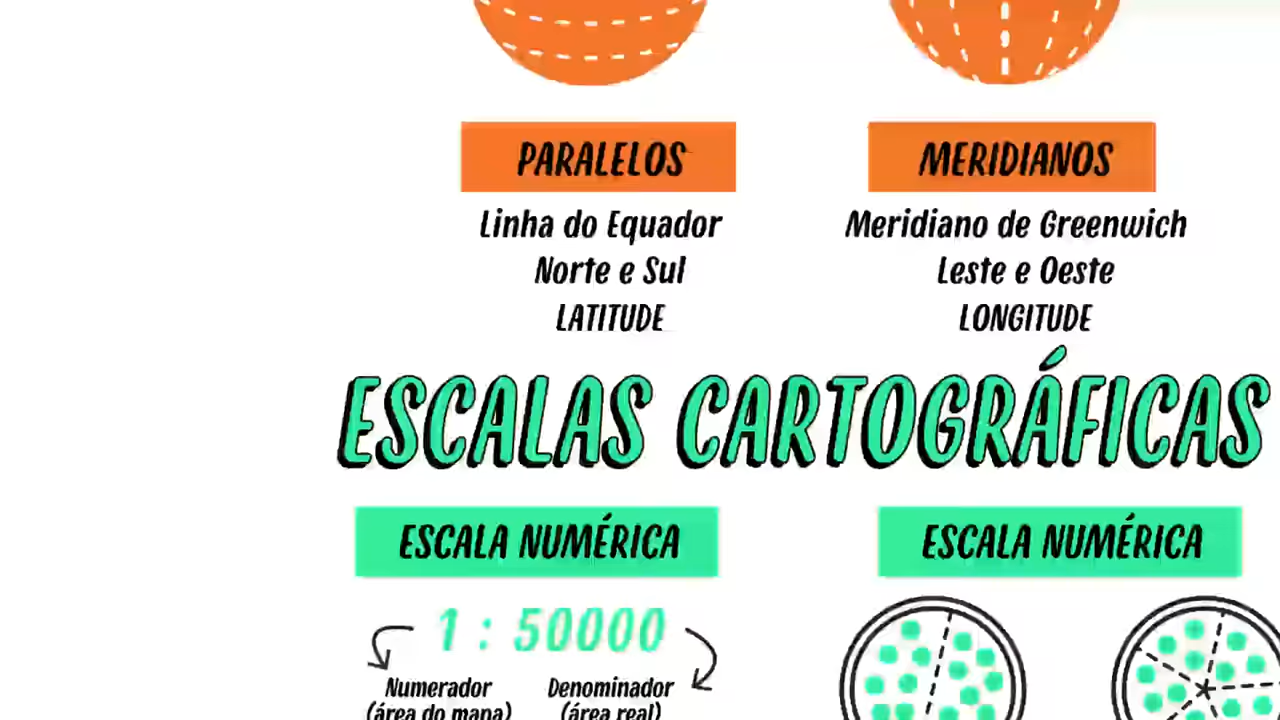 PARALELOS
Linha do Equador
Norte e Sul
LATITUDE
MERIDIANOS
Meridiano de Greenwich
Leste e Oeste
LONGITUDE
ESCALAS CARTOGRÁFICAS
ESCALA NUMÉRICA
1 : 50000
Numerador
(área do mapa)
Denominador
(área real)
ESCALA NUMÉRICA